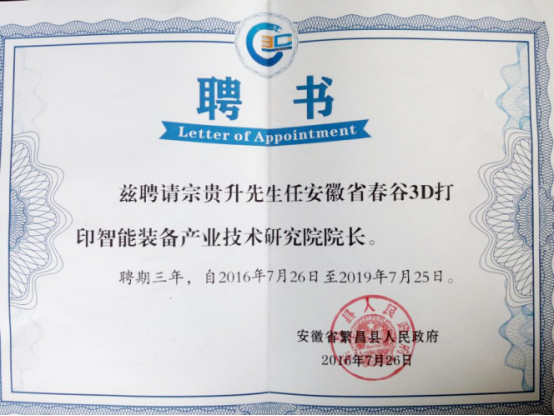 3D
聘书
Letter of Appointment
兹聘请宗贵升先生任安徽省春谷3D打
印智能装备产业技术研究院院长。
聘期三年，自2016年7月26日至2019年7月25日。
安徽省繁昌县人民政府
2016年7月26日